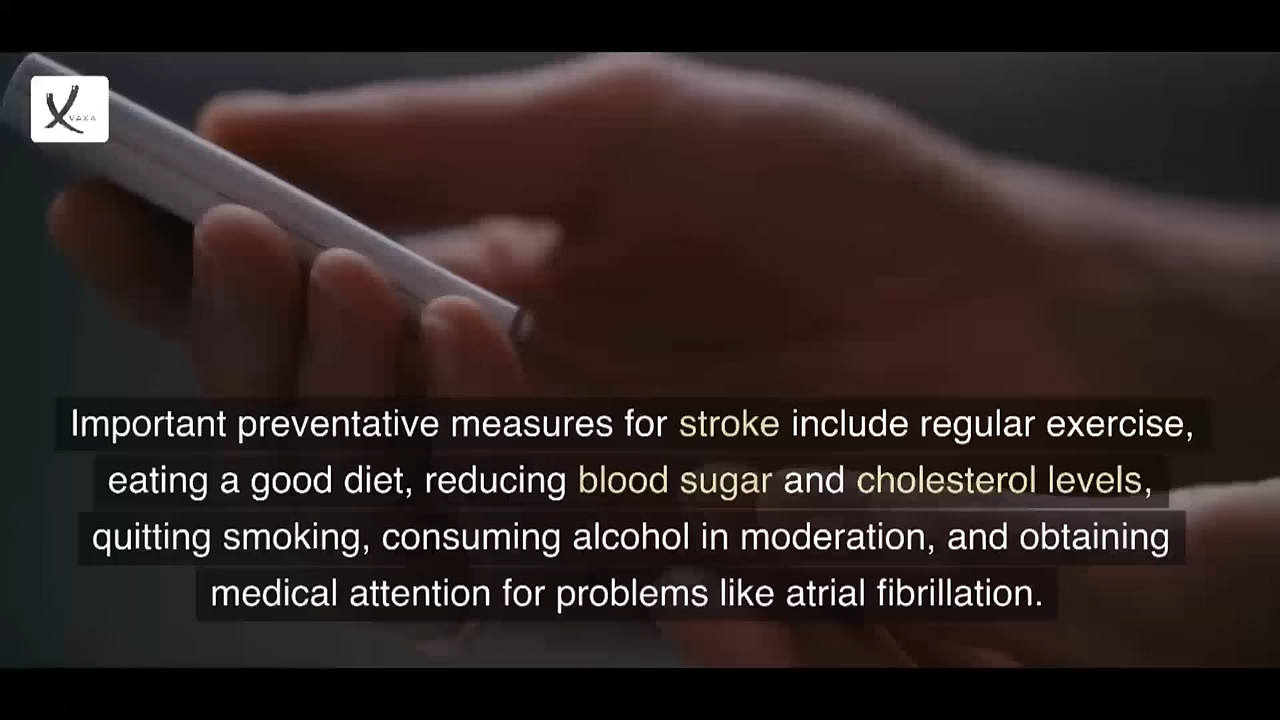 XVAKA
Important preventative measures for stroke include regular exercise,
eating a good diet, reducing blood sugar and cholesterol levels,
quitting smoking, consuming alcohol in moderation, and obtaining
medical attention for problems like atrial fibrillation.